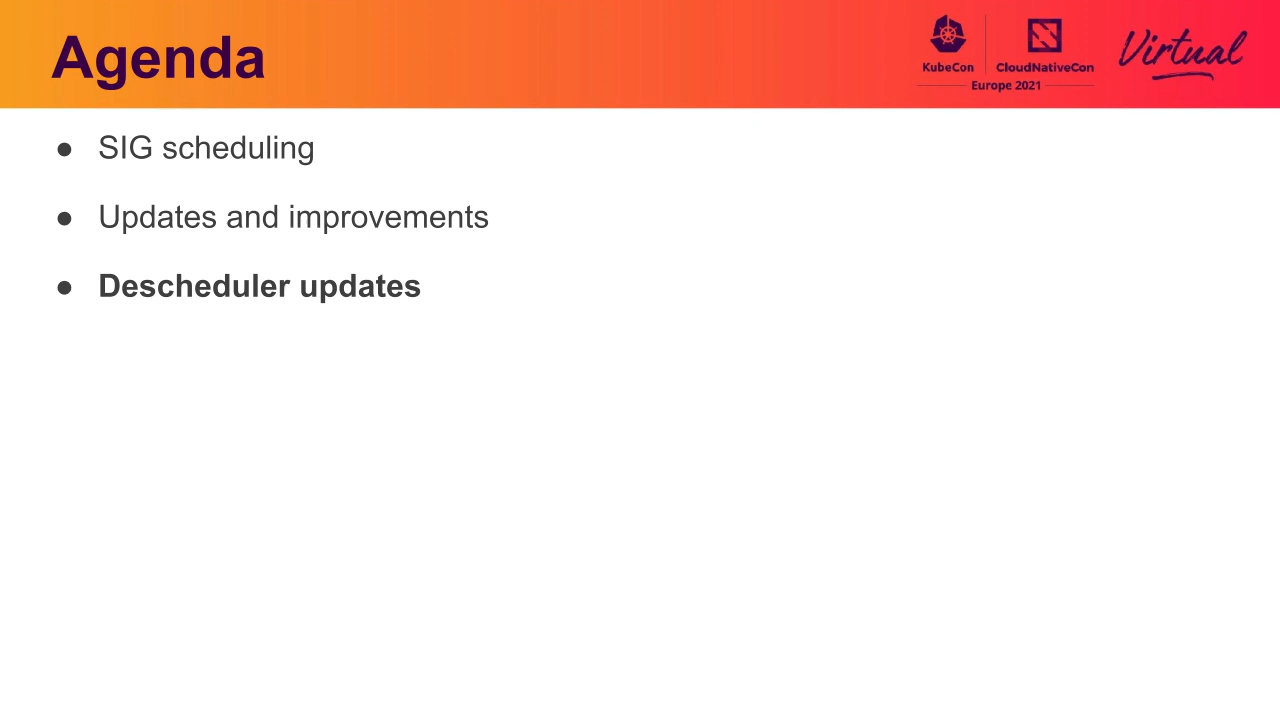 Agenda
KubeCon
CloudNativeCon
Europe 2021
Virtual
● SIG scheduling
● Updates and improvements
● Descheduler updates